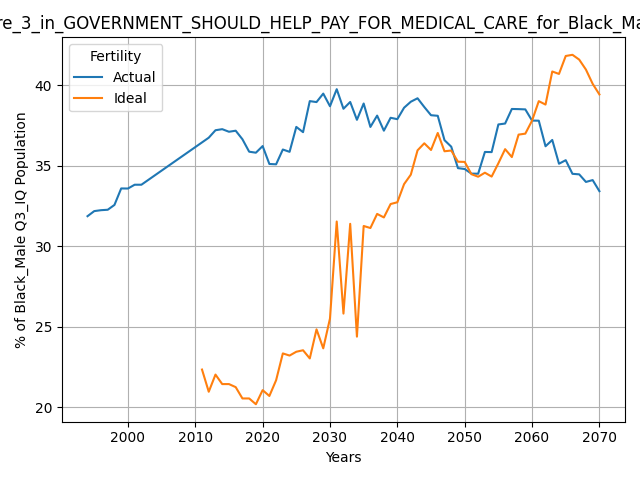 re_3_in_GOVERNMENT_SHOULD_HELP_PAY_FOR_MEDICAL_CARE_for_Black_Ma
Fertility
Actual
Ideal
% of Black_Male Q3_IQ Population
40
35
30
25
20
2000 2010 2020 2030 2040 2050 2060 2070
Years